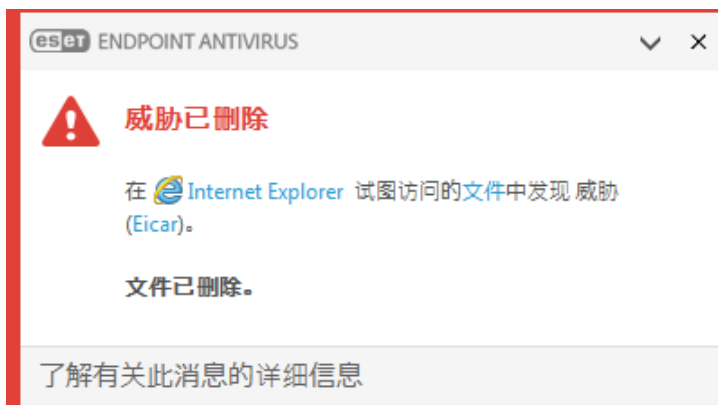 eset ENDPOINT ANTIVIRUS
威胁已删除
在 Internet Explorer 试图访问的文件中发现 威胁
(Eicar)。
文件已删除。
了解有关此消息的详细信息